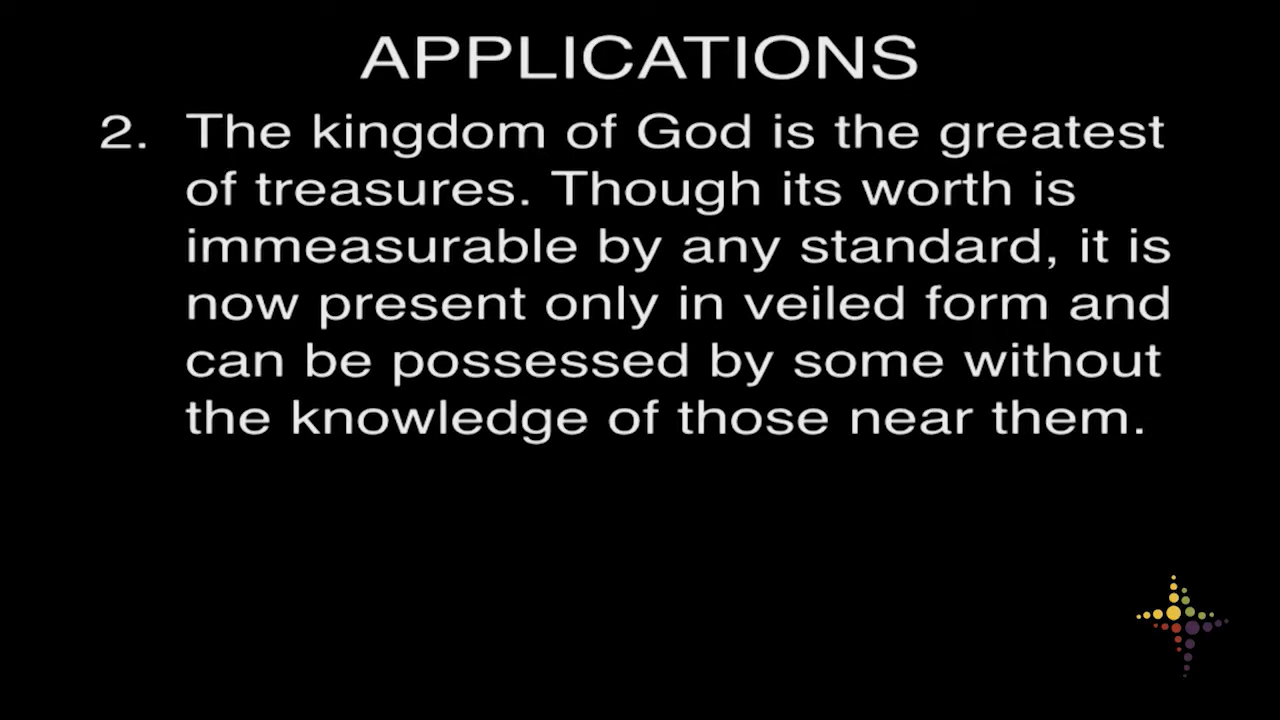 APPLICATIONS
2. The kingdom of God is the greatest
of treasures. Though its worth is
immeasurable by any standard, it is
now present only in veiled form and
can be possessed by some without
the knowledge of those near them.